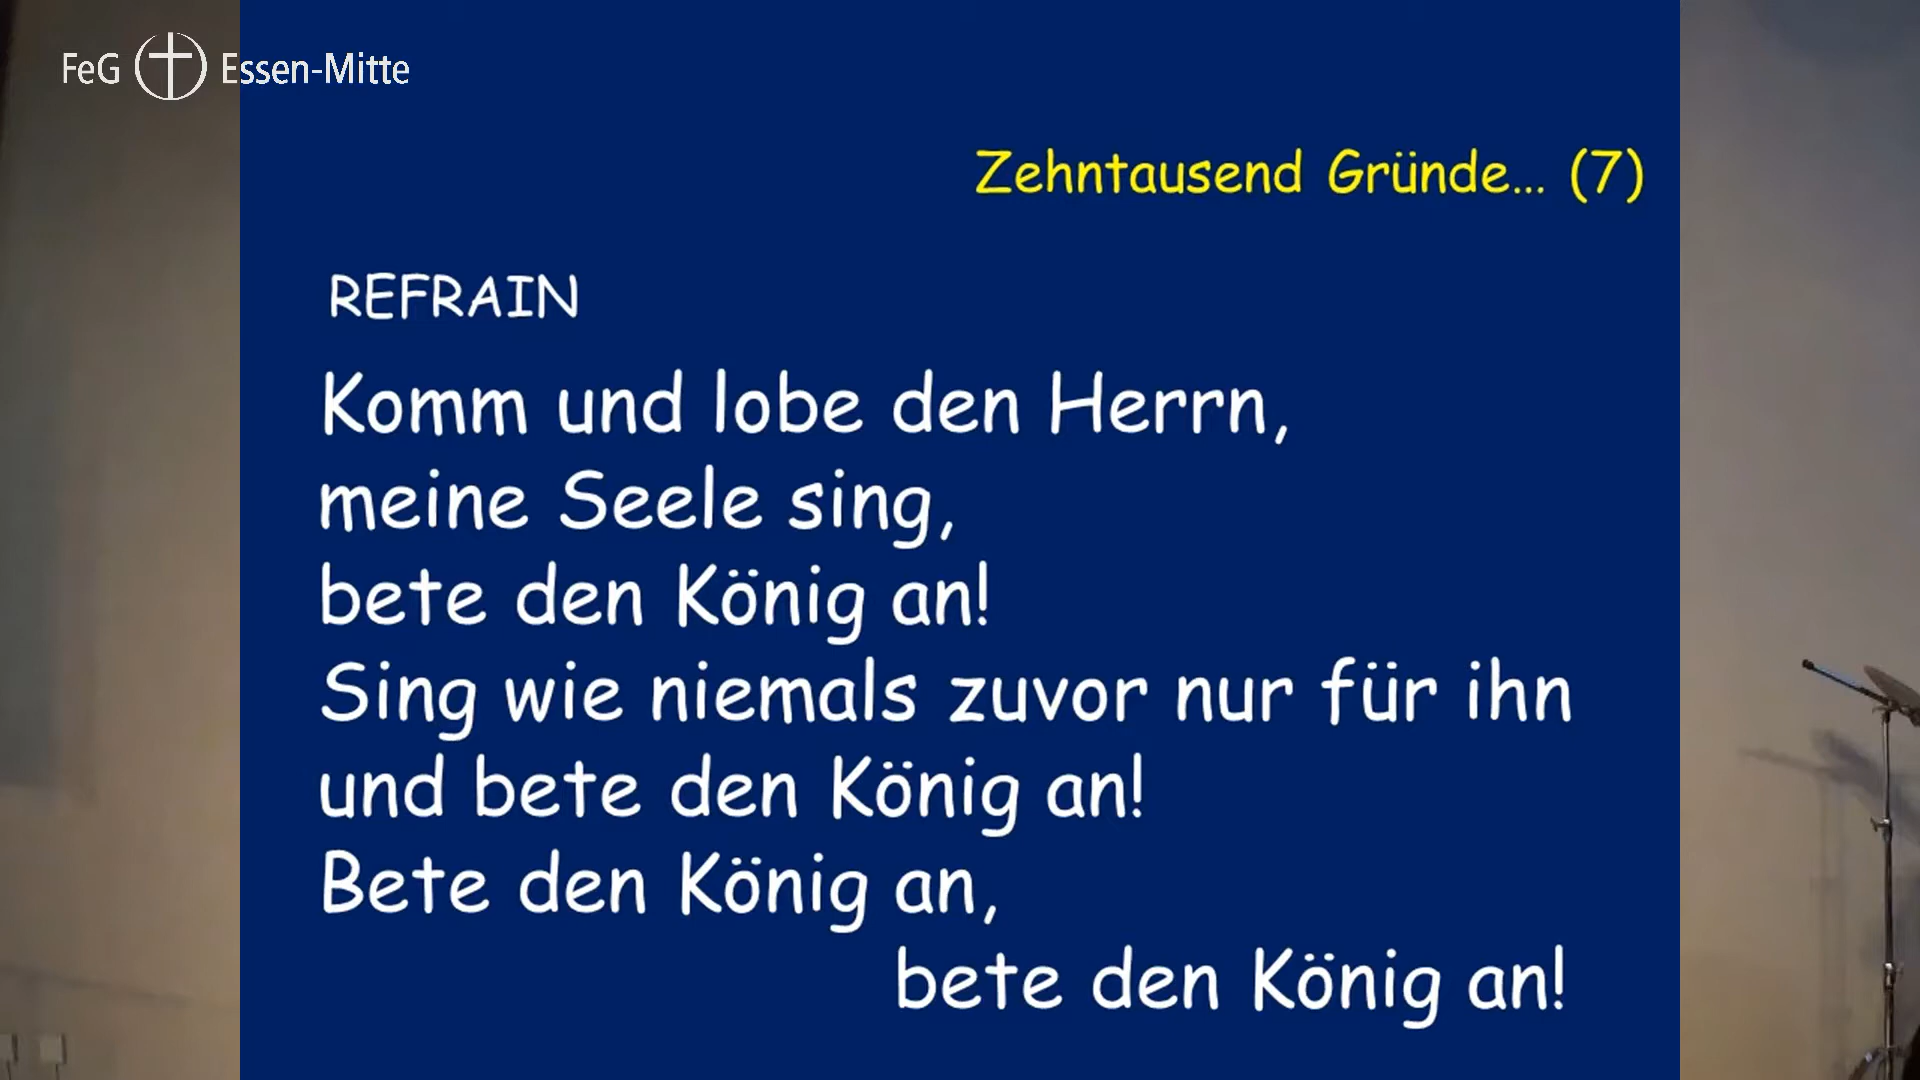 FeG Essen-Mitte
Zehntausend Gründe... (7)
REFRAIN
Komm und lobe den Herrn,
meine Seele sing,
bete den König an!
Sing wie niemals zuvor nur für ihn
und bete den König an!
Bete den König an,
bete den König an!